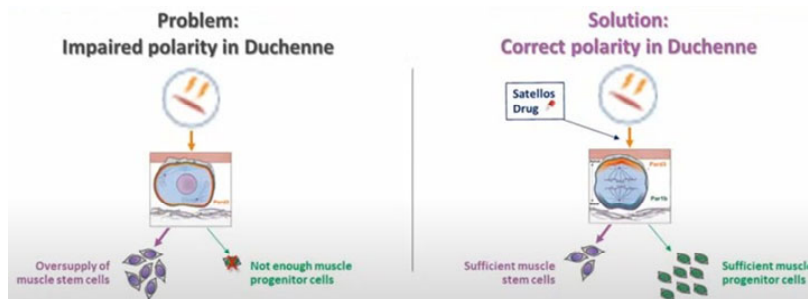 Problem:
Impaired polarity in Duchenne
Oversupply of
muscle stem cells
Not enough muscle
progenitor cells
Solution:
Correct polarity in Duchenne
Satellos
Drug
Sufficient muscle
stem cells
Sufficient muscle
progenitor cells